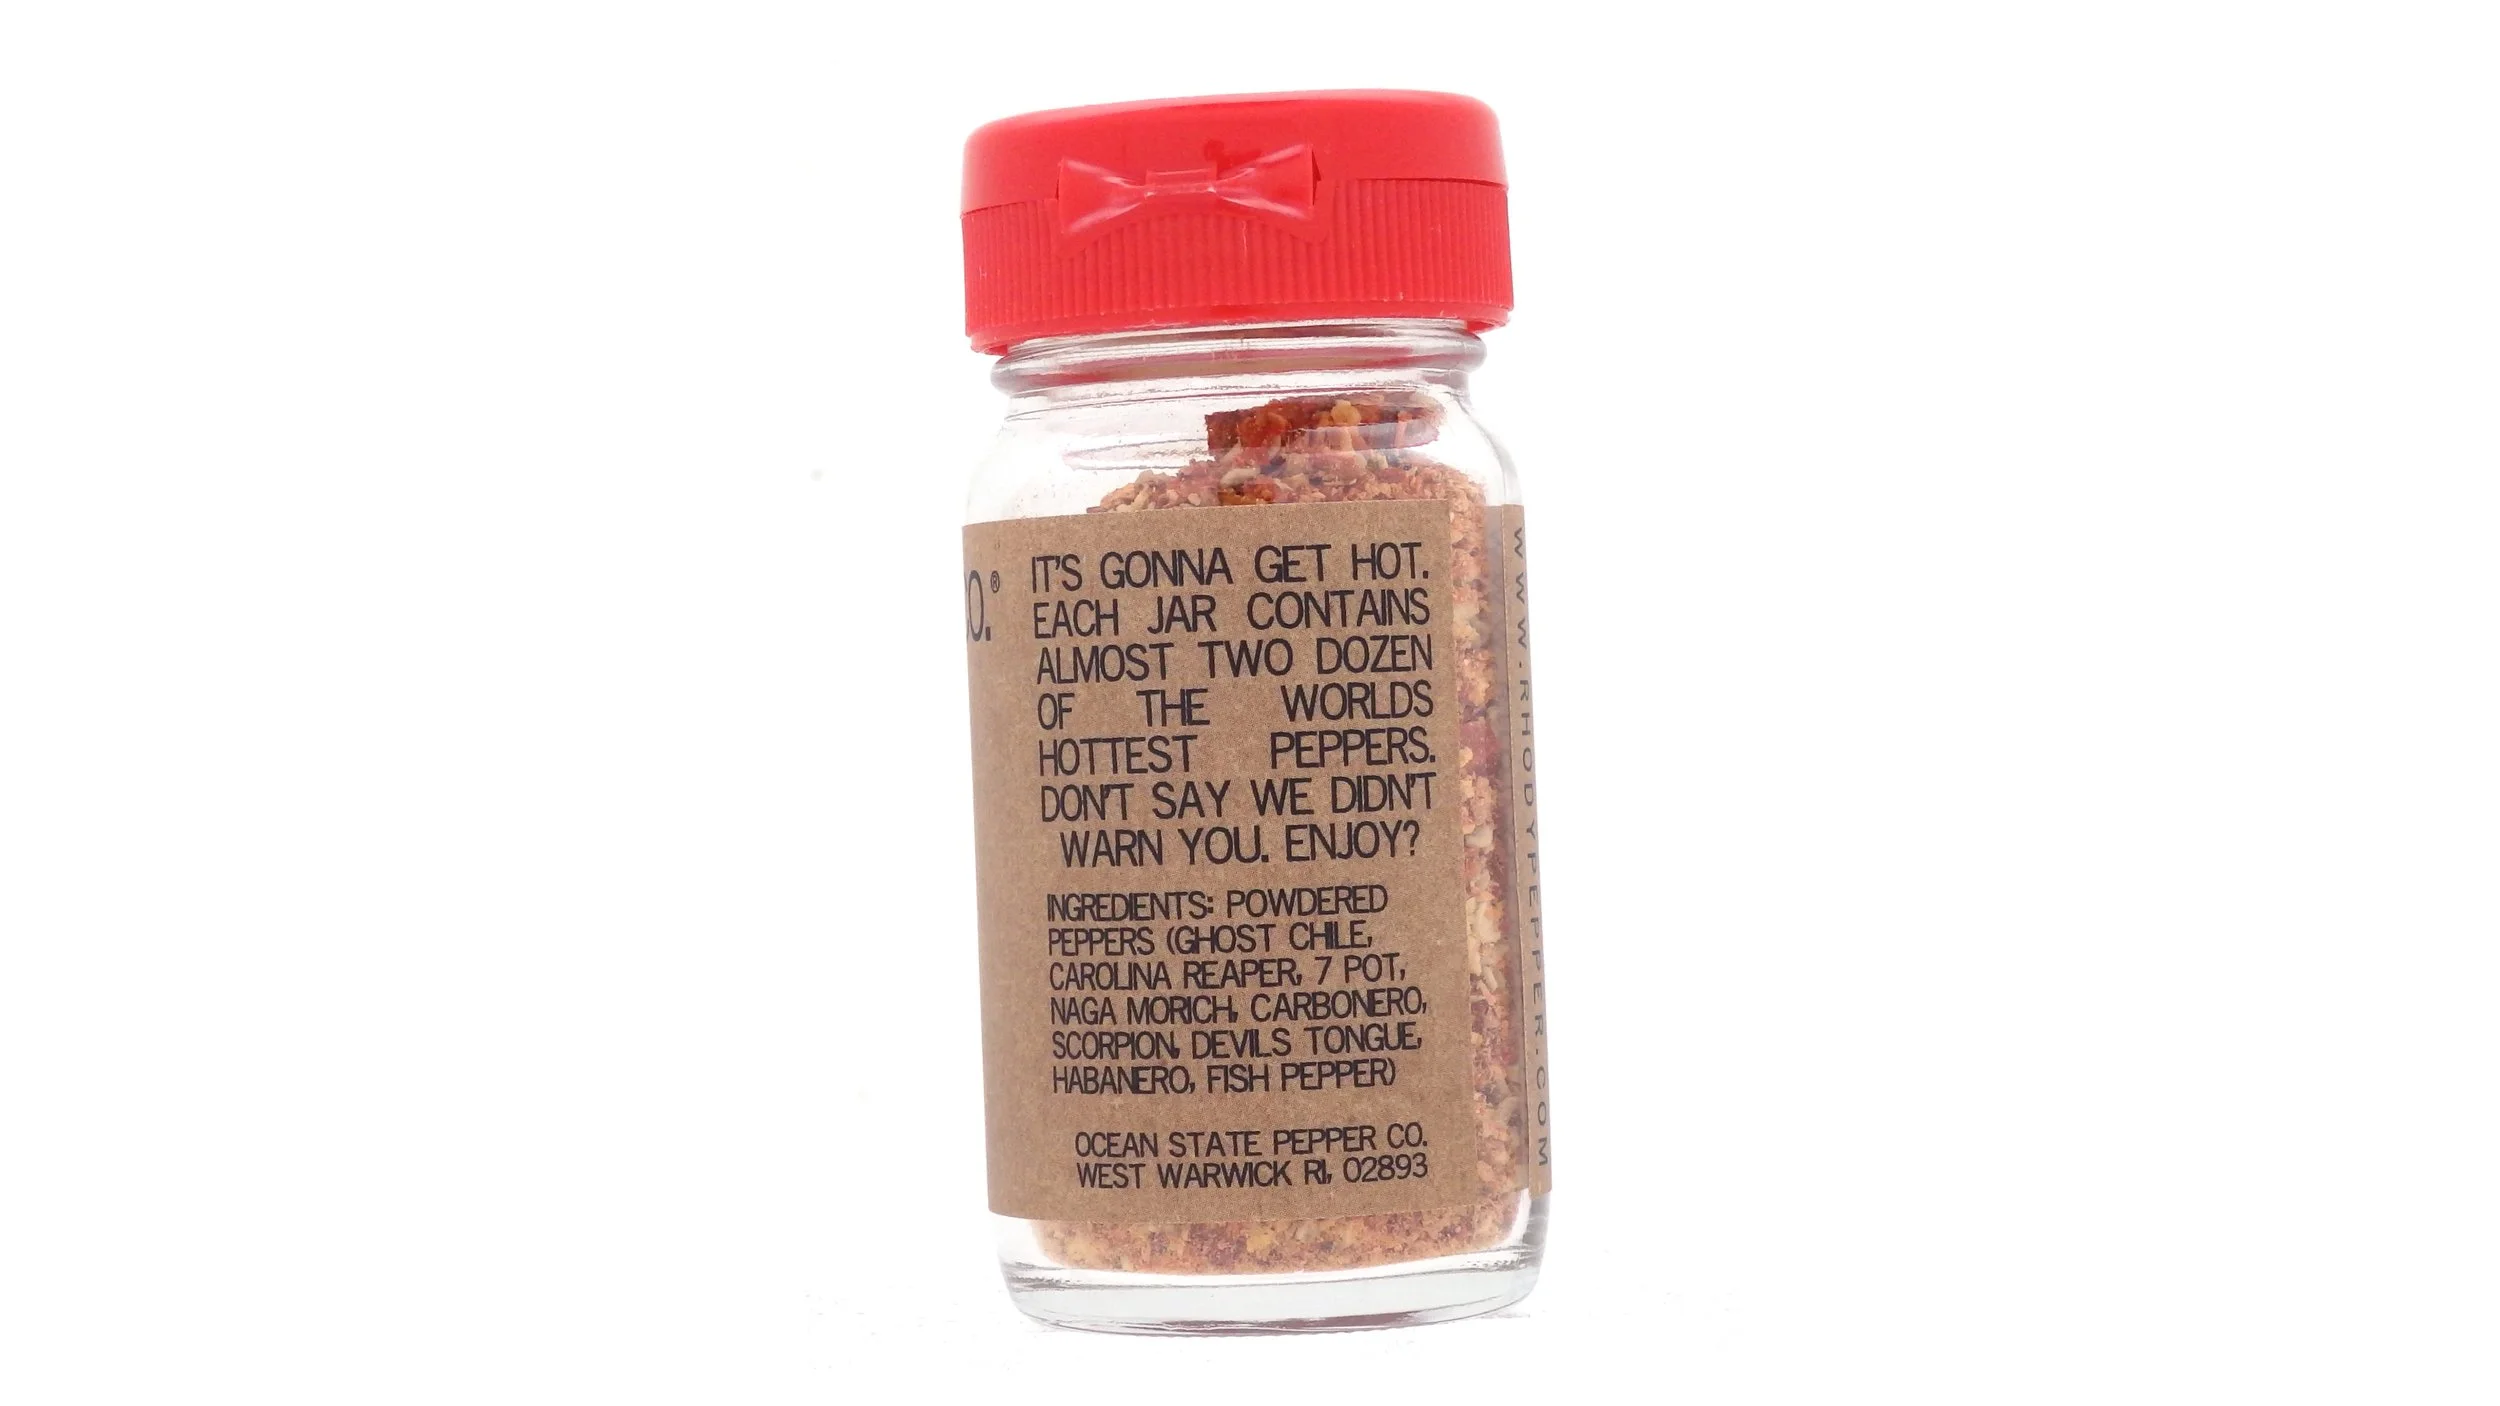 O.®
IT'S GONNA GET HOT.
EACH JAR CONTAINS
ALMOST TWO DOZEN
OF THE WORLDS
HOTTEST PEPPERS.
DON'T SAY WE DIDN'T
WARN YOU. ENJOY?
INGREDIENTS: POWDERED
PEPPERS (GHOST CHILE,
CAROLINA REAPER, 7 POT,
NAGA MORICH, CARBONERO,
SCORPION, DEVILS TONGUE,
HABANERO, FISH PEPPER)
OCEAN STATE PEPPER CO.
WEST WARWICK RI, 02893
WWW.RHODYPEPPER.COM